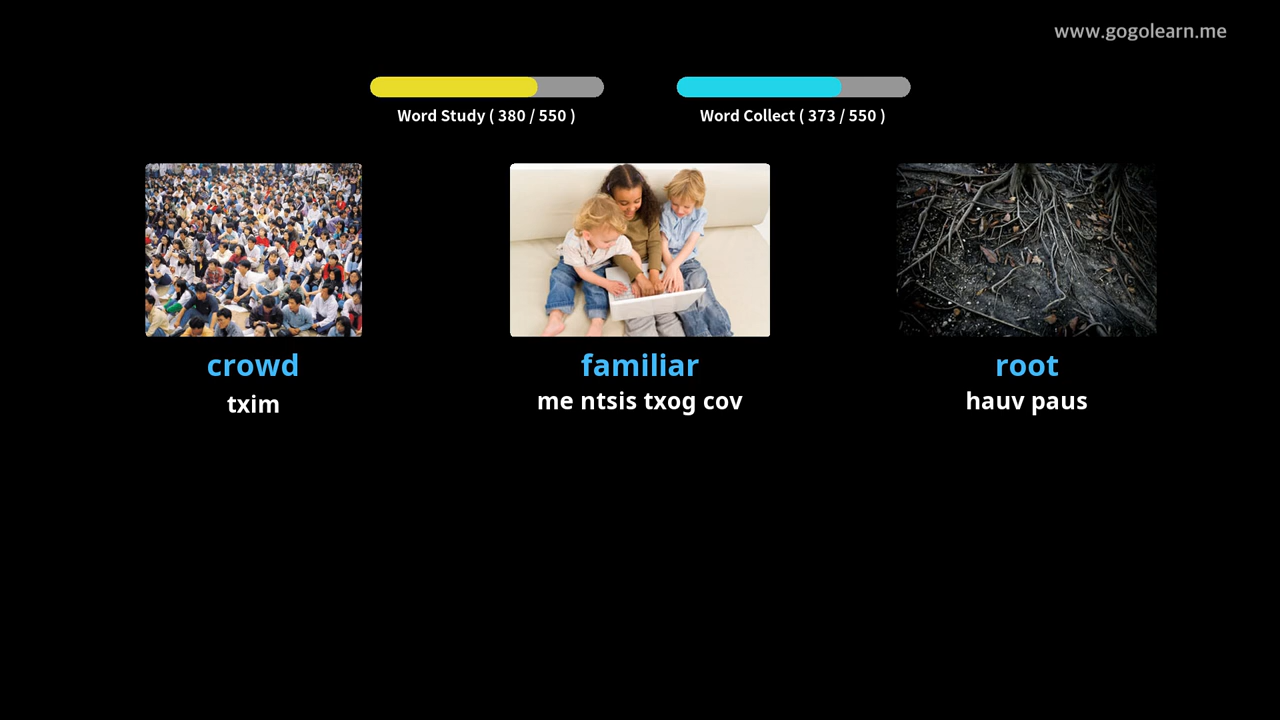 www.gogolearn.me
Word Study ( 380 / 550 )
Word Collect ( 373 / 550 )
crowd
txim
familiar
me ntsis txog cov
root
hauv paus